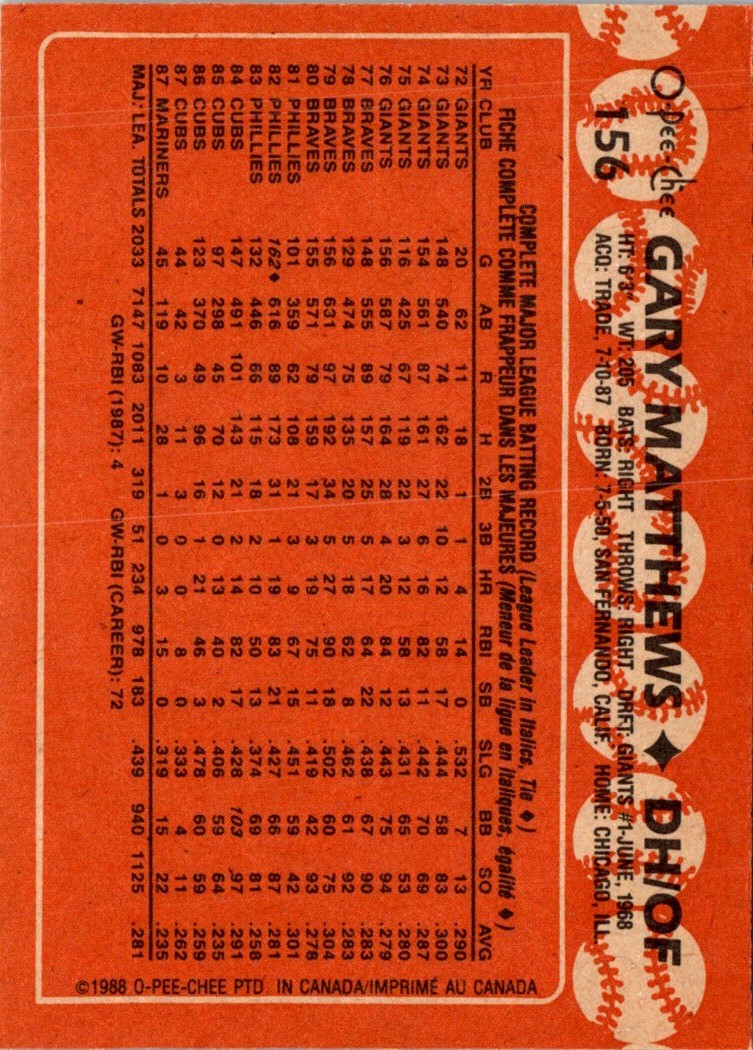 O-Pee-Chee
156 GARY MATTHEWS ♦ DH/OF
HT: 6'3" WT: 205 BATS: RIGHT THROWS: RIGHT DRFT: GIANTS #1-JUNE, 1968
ACQ: TRADE, 7-10-87 BORN: 7-5-50, SAN FERNANDO, CALIF. HOME: CHICAGO, ILL.
COMPLETE MAJOR LEAGUE BATTING RECORD (League Leader in Italics, Tie ♦)
FICHE COMPLÈTE COMME FRAPPEUR DANS LES MAJEURES (Meneur de la ligue en italiques, égalité ♦)
YR CLUB G AB R H 2B 3B HR RBI SB SLG BB SO AVG
72 GIANTS 20 62 11 18 1 1 4 14 0 .532 7 13 .290
73 GIANTS 148 540 74 162 22 10 12 58 17 .444 58 83 .300
74 GIANTS 154 561 87 161 27 6 16 82 11 .442 70 69 .287
75 GIANTS 116 425 67 119 22 3 12 58 13 .431 65 53 .280
76 GIANTS 156 587 79 164 28 4 20 84 12 .443 75 94 .279
77 BRAVES 148 555 89 157 25 5 17 64 22 .438 67 90 .283
78 BRAVES 129 474 75 135 20 5 18 62 8 .462 61 92 .283
79 BRAVES 156 631 97 192 34 5 27 90 18 .502 60 75 .304
80 BRAVES 155 571 79 159 17 3 19 75 11 .419 42 93 .278
81 PHILLIES 101 359 62 108 21 3 9 67 15 .451 59 42 .301
82 PHILLIES 162♦ 616 89 173 31 1 19 83 21 .427 66 87 .281
83 PHILLIES 132 446 66 115 18 2 10 50 13 .374 69 81 .258
84 CUBS 147 491 101 143 21 2 14 82 17 .428 103 97 .291
85 CUBS 97 298 45 70 12 0 13 40 2 .406 59 64 .235
86 CUBS 123 370 49 96 16 1 21 46 3 .478 60 59 .259
87 CUBS 44 42 3 11 3 0 0 8 0 .333 4 11 .262
87 MARINERS 45 119 10 28 1 0 3 15 0 .319 15 22 .235
MAJ. LEA. TOTALS 2033 7147 1083 2011 319 51 234 978 183 .439 940 1125 .281
GW-RBI (1987): 4 GW-RBI (CAREER): 72
©1988 O-PEE-CHEE PTD. IN CANADA/IMPRIMÉ AU CANADA